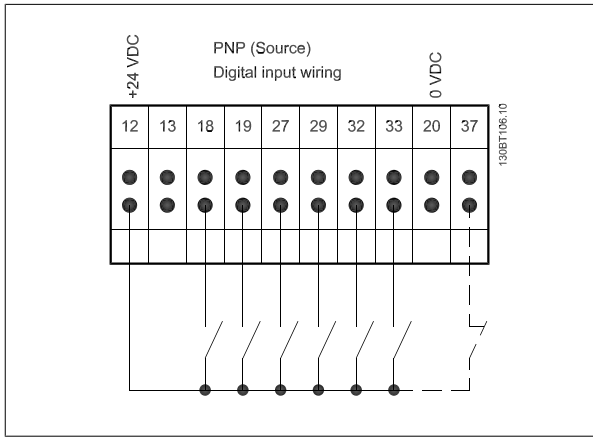 +24 VDC
PNP (Source)
Digital input wiring
0 VDC
12 13 18 19 27 29 32 33 20 37
130BT106.10